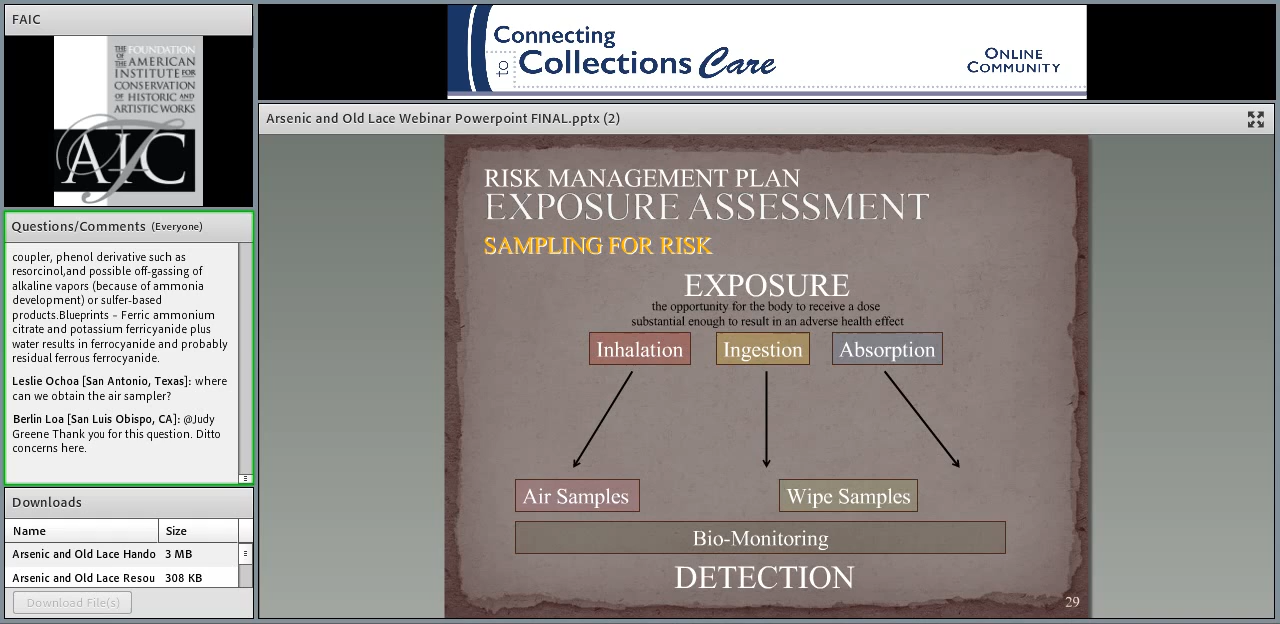 FAIC
THE FOUNDATION
OF THE AMERICAN
INSTITUTE FOR
CONSERVATION
OF HISTORIC AND
ARTISTIC WORKS
FAIC
Connecting
to Collections Care
ONLINE
COMMUNITY
Questions/Comments (Everyone)
coupler, phenol derivative such as
resorcinol,and possible off-gassing of
alkaline vapors (because of ammonia
development) or sulfer-based
products.Blueprints – Ferric ammonium
citrate and potassium ferricyanide plus
water results in ferrocyanide and probably
residual ferrous ferrocyanide.
Leslie Ochoa [San Antonio, Texas]: where
can we obtain the air sampler?
Berlin Loa [San Luis Obispo, CA]: @Judy
Greene Thank you for this question. Ditto
concerns here.
Downloads
Name Size
Arsenic and Old Lace Hando 3 MB
Arsenic and Old Lace Resou 308 KB
Download File(s)
Arsenic and Old Lace Webinar Powerpoint FINAL.pptx (2)
RISK MANAGEMENT PLAN
EXPOSURE ASSESSMENT
SAMPLING FOR RISK
EXPOSURE
the opportunity for the body to receive a dose
substantial enough to result in an adverse health effect
Inhalation Ingestion Absorption
Air Samples Wipe Samples
Bio-Monitoring
DETECTION
29